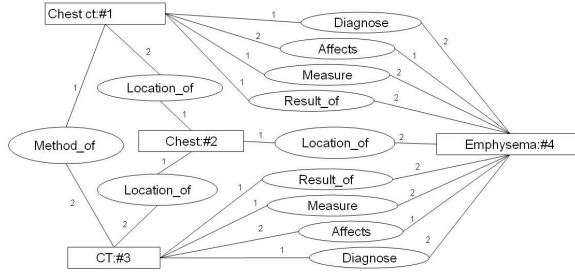 Chest ct:#1
1
Diagnose
2
2
Affects
1
2
1
Measure
2
1
Location_of
1
Result_of
2
1
Method_of
Chest:#2
1
Location_of
2
Emphysema:#4
1
Location_of
1
Result_of
2
1
Measure
2
2
2
2
Affects
1
CT:#3
1
Diagnose
2